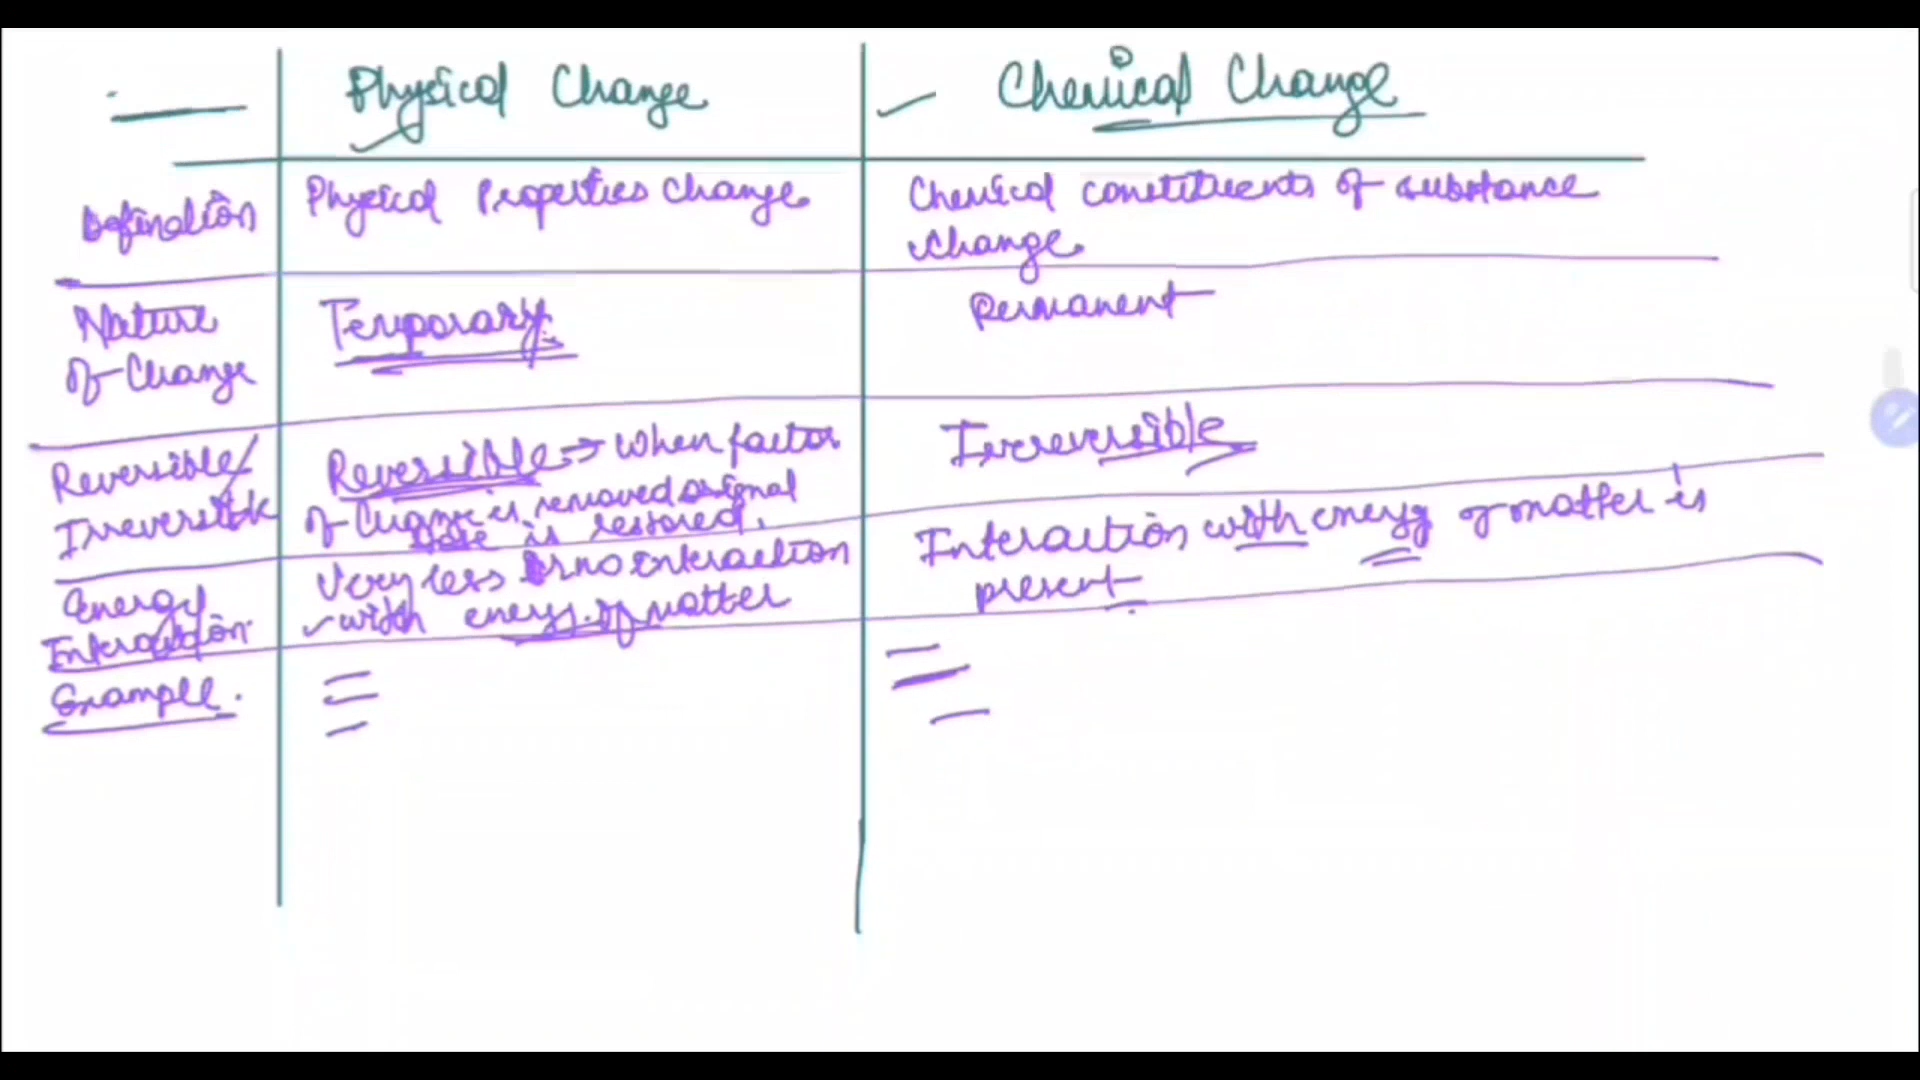 Physical Change
Chemical Change
Definition
Physical Properties Change
Chemical constituents of substance
change
Nature
of Change
Temporary
Permanent
Reversible/
Irreversible
Reversible → when factor
of Change is removed original
state is restored.
Irreversible
Energy
Interaction
Very less or no interaction
with energy of matter
Interaction with energy of matter is
present
Example.